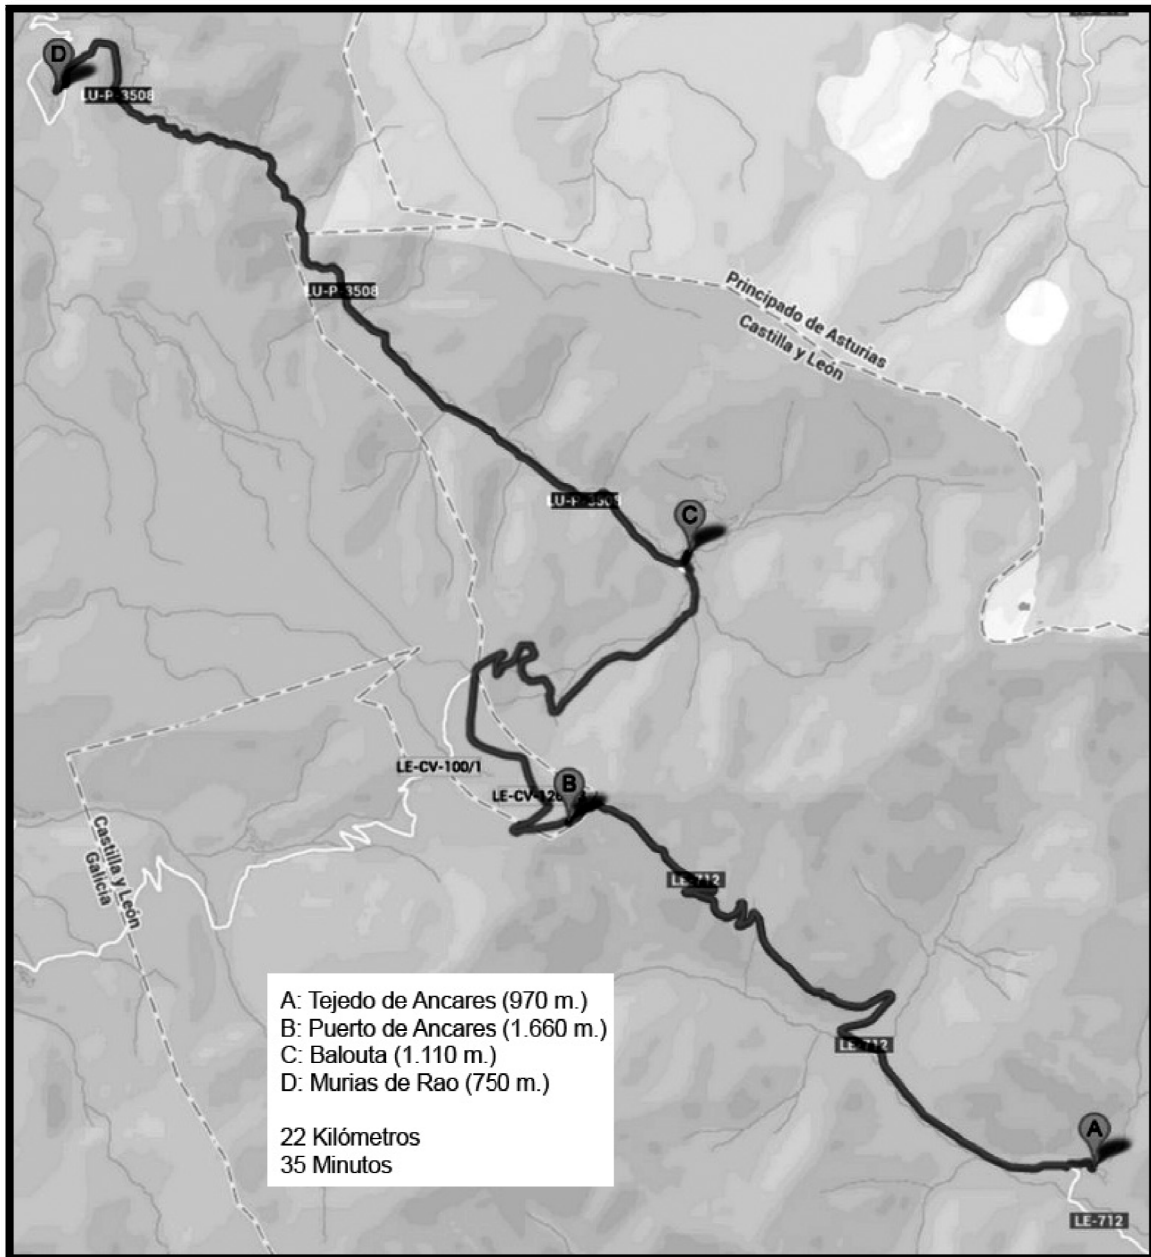 D
LU-P-3508
LU-P-3508
Principado de Asturias
Castilla y León
LU-P-3508
C
LE-CV-100/1
B
Castilla y León
Galicia
LE-712
A: Tejedo de Ancares (970 m.)
B: Puerto de Ancares (1.660 m.)
C: Balouta (1.110 m.)
D: Murias de Rao (750 m.)
22 Kilómetros
35 Minutos
LE-712
A
LE-712